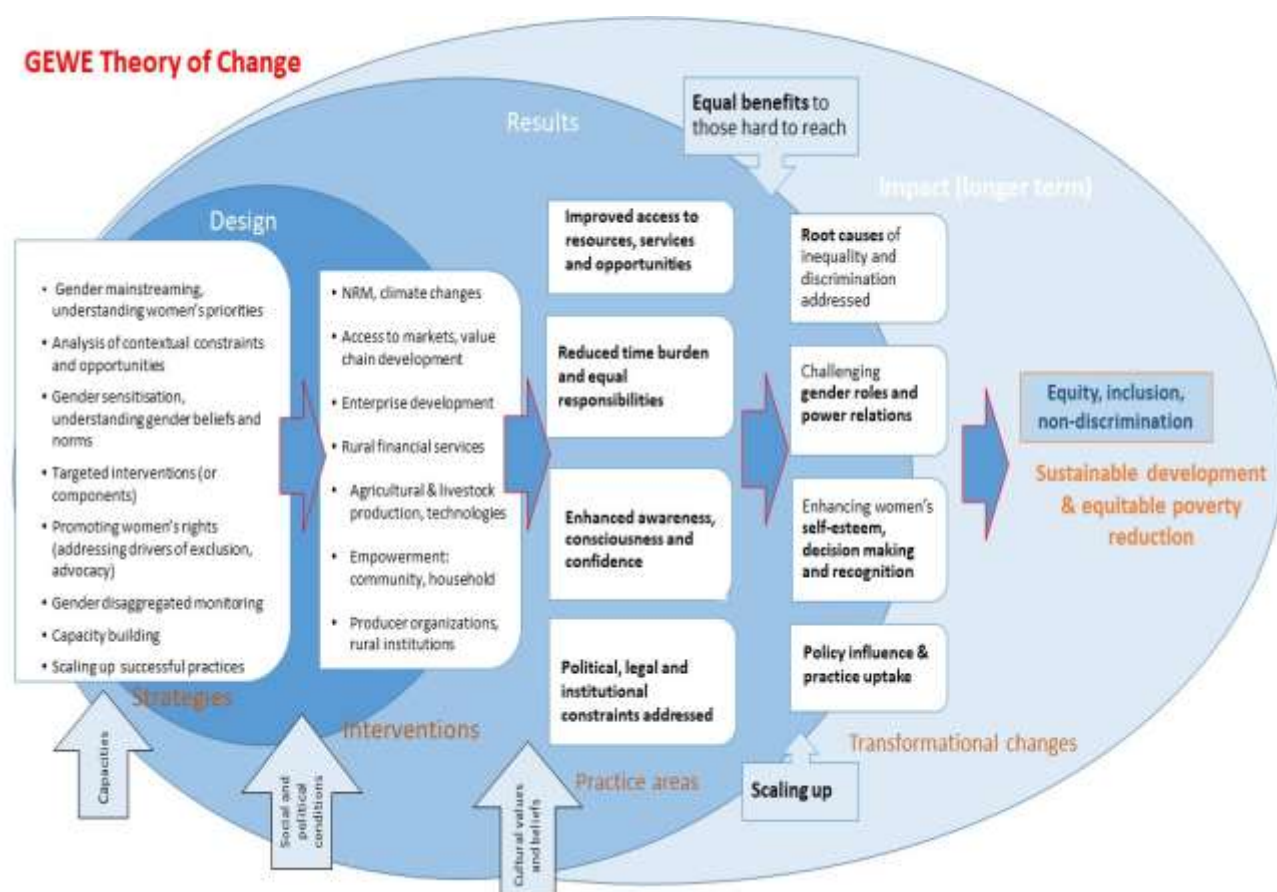 GEWE Theory of Change
Results
Equal benefits to
those hard to reach
Impact (longer term)
Design
• Gender mainstreaming,
understanding women's priorities
• Analysis of contextual constraints
and opportunities
• Gender sensitisation,
understanding gender beliefs and
norms
• Targeted interventions (or
components)
• Promoting women's rights
(addressing drivers of exclusion,
advocacy)
• Gender disaggregated monitoring
• Capacity building
• Scaling up successful practices
Strategies
• NRM, climate changes
• Access to markets, value
chain development
• Enterprise development
• Rural financial services
• Agricultural & livestock
production, technologies
• Empowerment:
community, household
• Producer organizations,
rural institutions
Interventions
Improved access to
resources, services
and opportunities
Reduced time burden
and equal
responsibilities
Enhanced awareness,
consciousness and
confidence
Political, legal and
institutional
constraints addressed
Practice areas
Root causes of
inequality and
discrimination
addressed
Challenging
gender roles and
power relations
Enhancing women's
self-esteem,
decision making
and recognition
Policy influence &
practice uptake
Transformational changes
Equity, inclusion,
non-discrimination
Sustainable development
& equitable poverty
reduction
Capacities
Social and
political
conditions
Cultural values
and beliefs
Scaling up